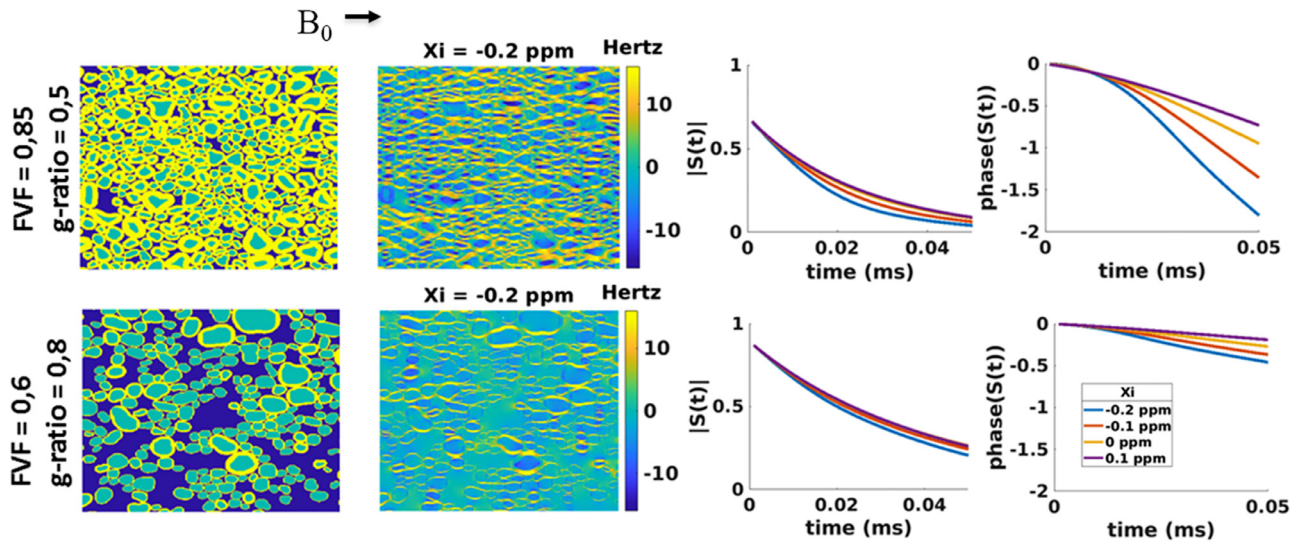 B0
FVF = 0,85
g-ratio = 0,5
Xi = -0.2 ppm
Hertz
10
0
-10
|S(t)|
1
0.5
0
0.02
0.04
time (ms)
phase(S(t))
0
-0.5
-1
-1.5
-2
0
0.05
time (ms)
FVF = 0,6
g-ratio = 0,8
Xi = -0.2 ppm
Hertz
10
0
-10
|S(t)|
1
0.5
0
0.02
0.04
time (ms)
phase(S(t))
0
-0.5
-1
-1.5
-2
0
0.05
time (ms)
Xi
-0.2 ppm
-0.1 ppm
0 ppm
0.1 ppm